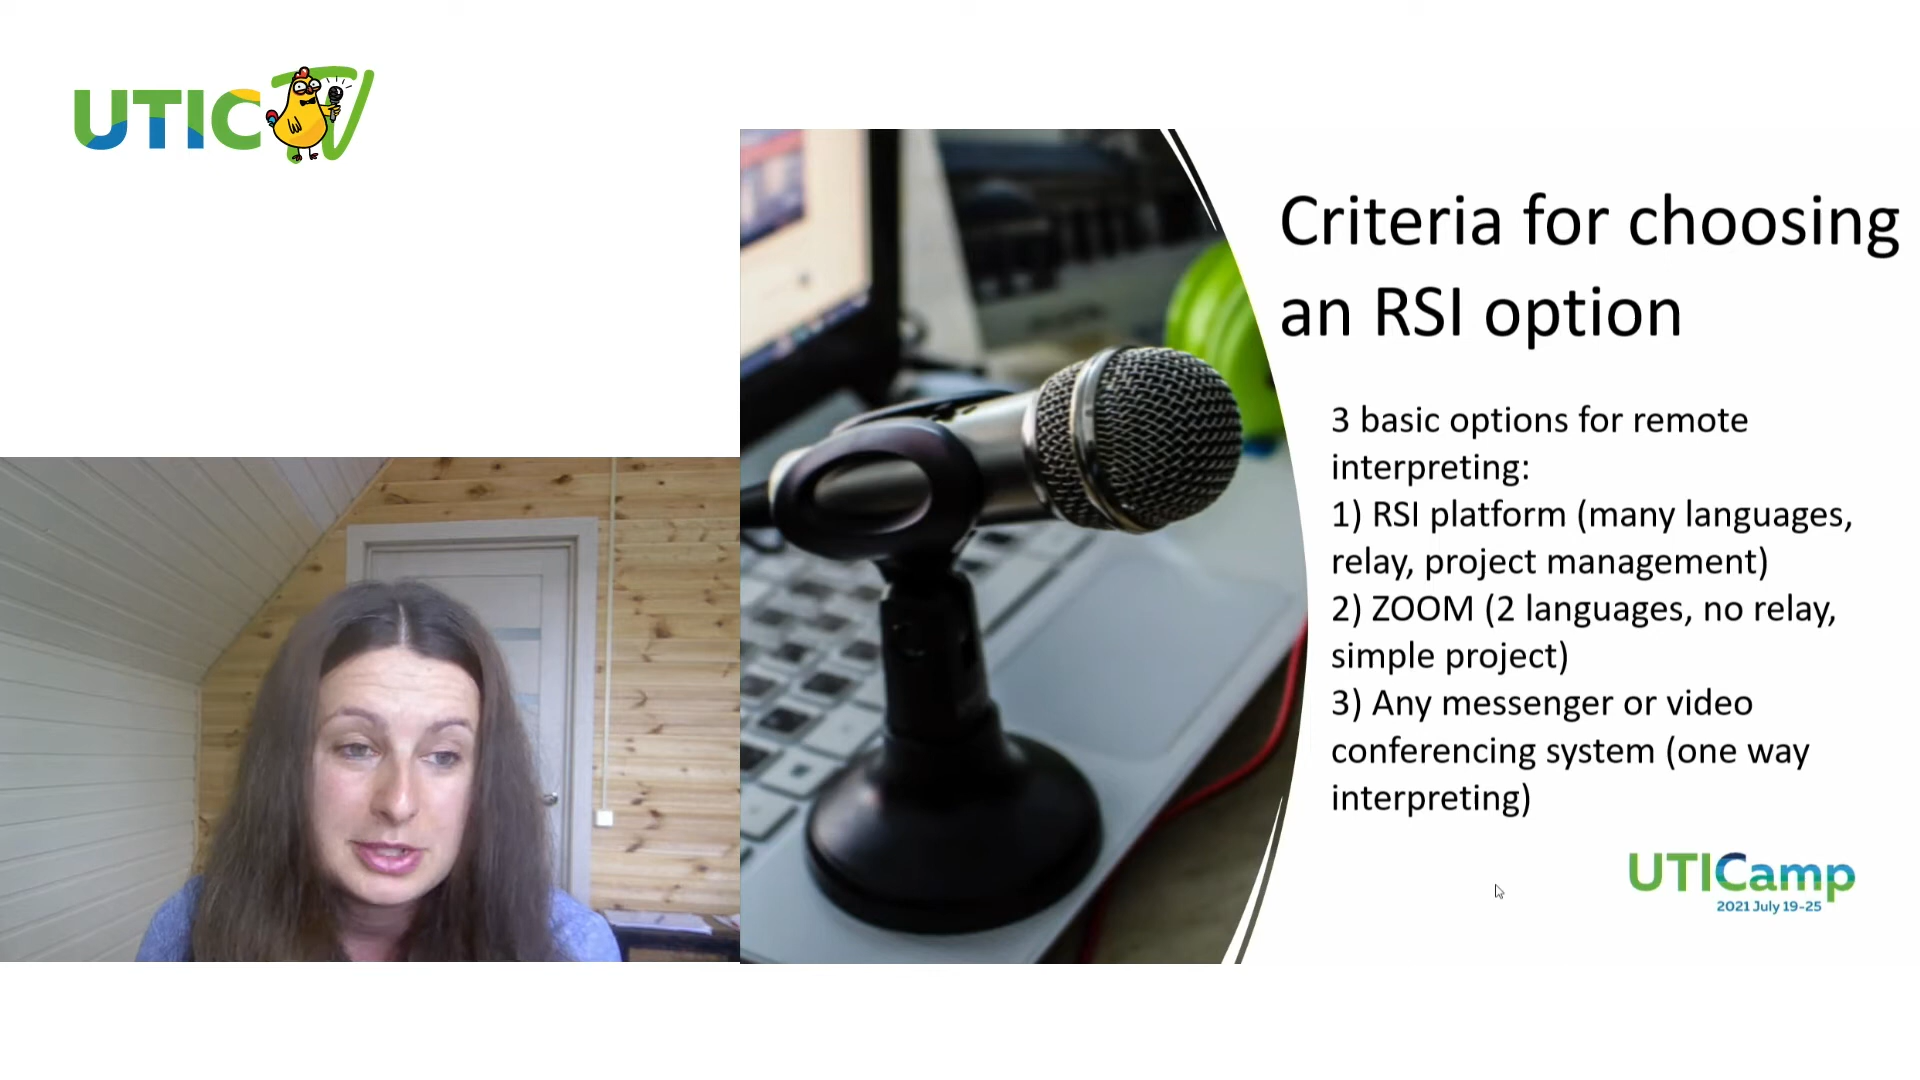 UTIC TV
Criteria for choosing
an RSI option
3 basic options for remote
interpreting:
1) RSI platform (many languages,
relay, project management)
2) ZOOM (2 languages, no relay,
simple project)
3) Any messenger or video
conferencing system (one way
interpreting)
UTICamp
2021 July 19-25